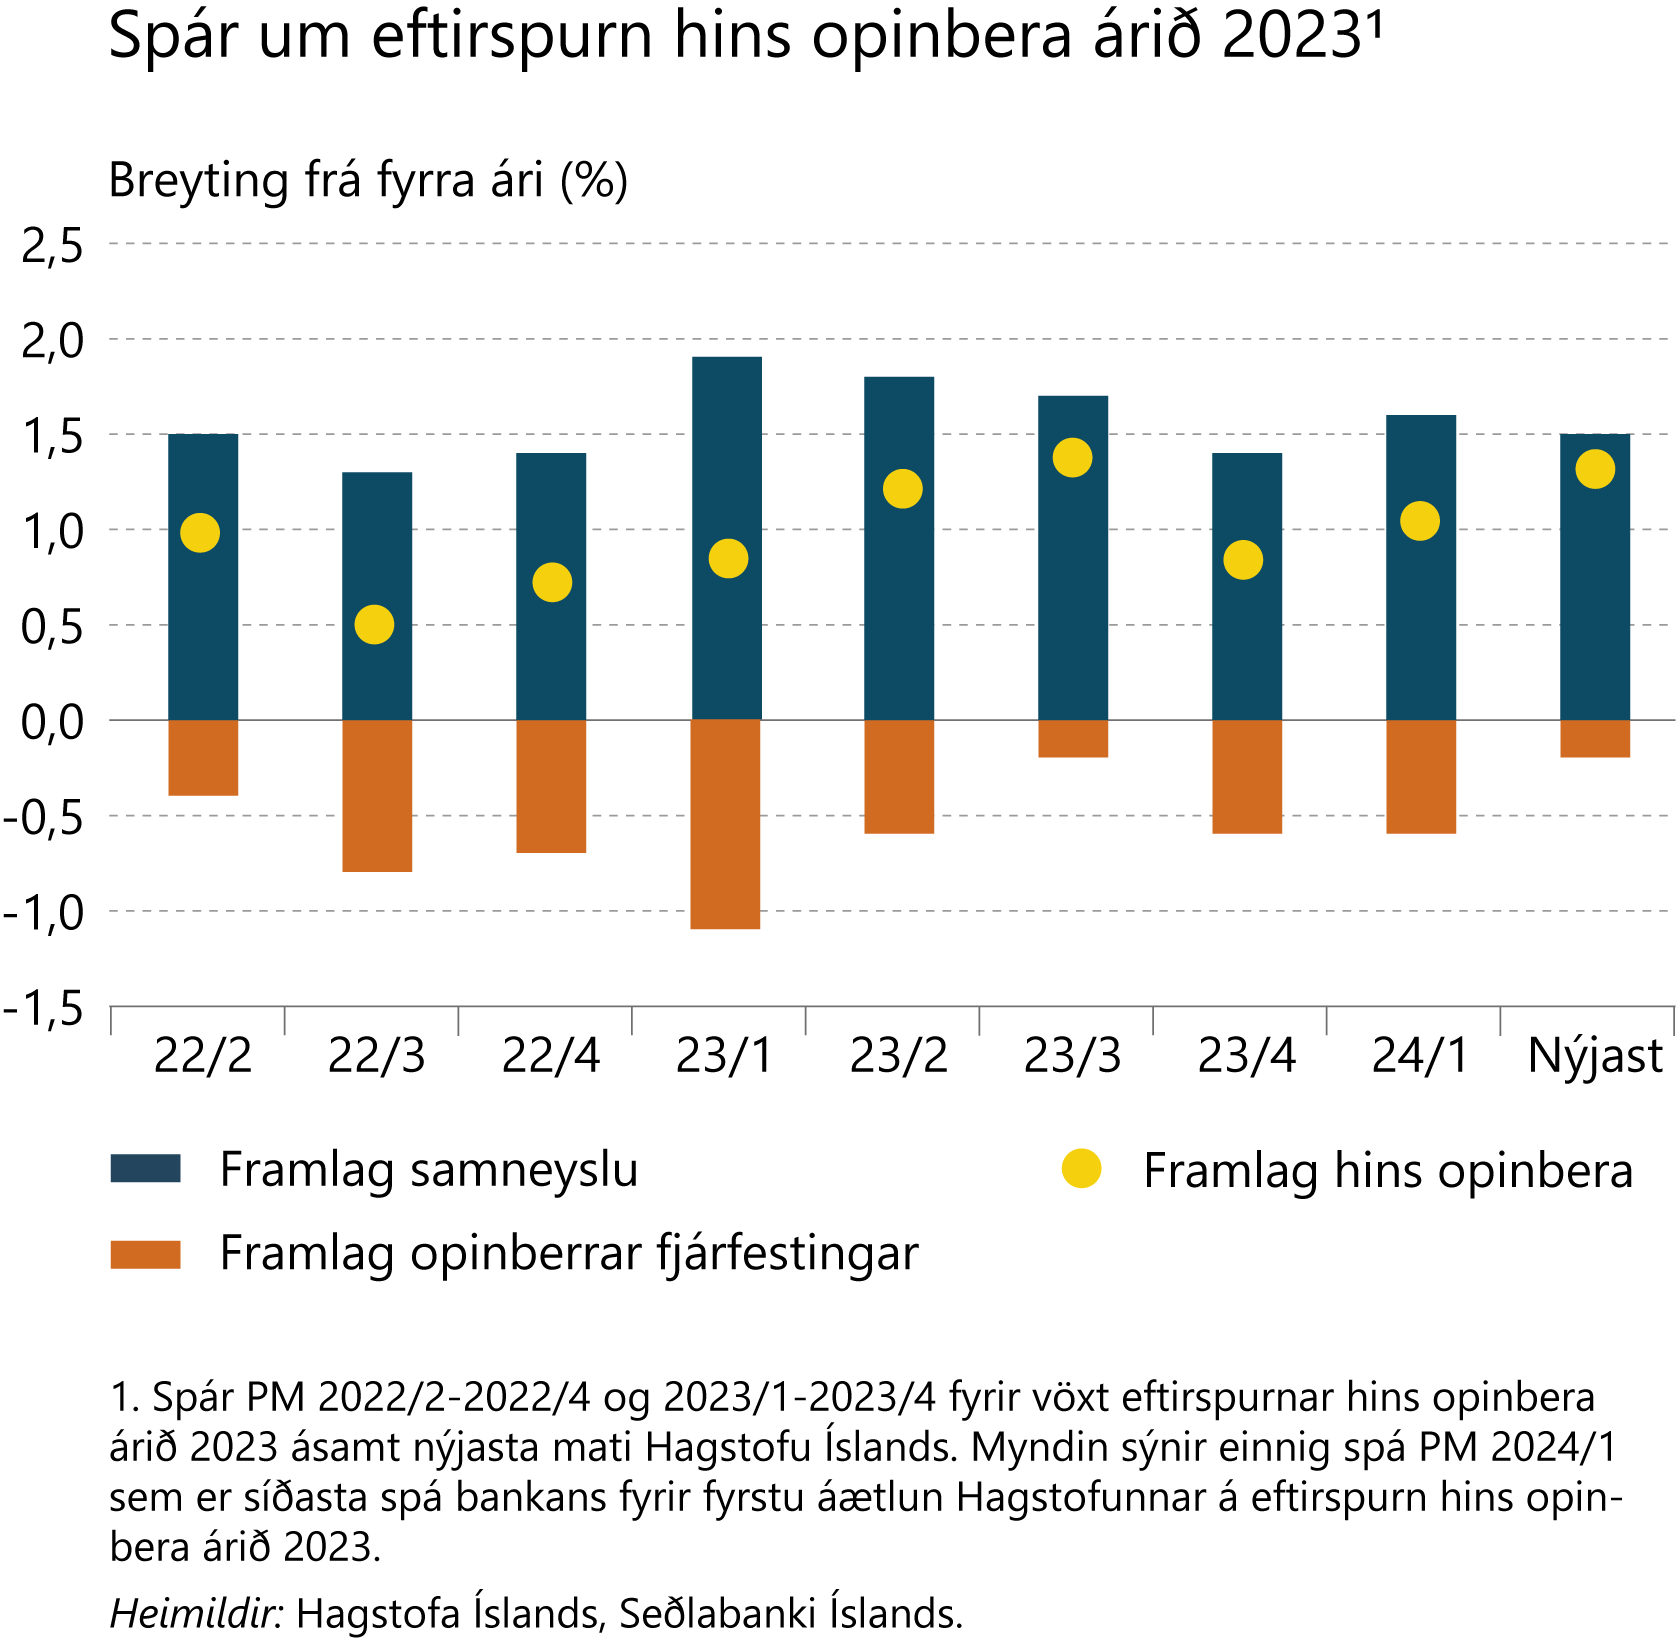 Spár um eftirspurn hins opinbera árið 2023¹
Breyting frá fyrra ári (%)
2,5
2,0
1,5
1,0
0,5
0,0
-0,5
-1,0
-1,5
22/2 22/3 22/4 23/1 23/2 23/3 23/4 24/1 Nýjast
Framlag samneyslu
Framlag hins opinbera
Framlag opinberrar fjárfestingar
1. Spár PM 2022/2-2022/4 og 2023/1-2023/4 fyrir vöxt eftirspurnar hins opinbera
árið 2023 ásamt nýjasta mati Hagstofu Íslands. Myndin sýnir einnig spá PM 2024/1
sem er síðasta spá bankans fyrir fyrstu áætlun Hagstofunnar á eftirspurn hins opin-
bera árið 2023.
Heimildir: Hagstofa Íslands, Seðlabanki Íslands.